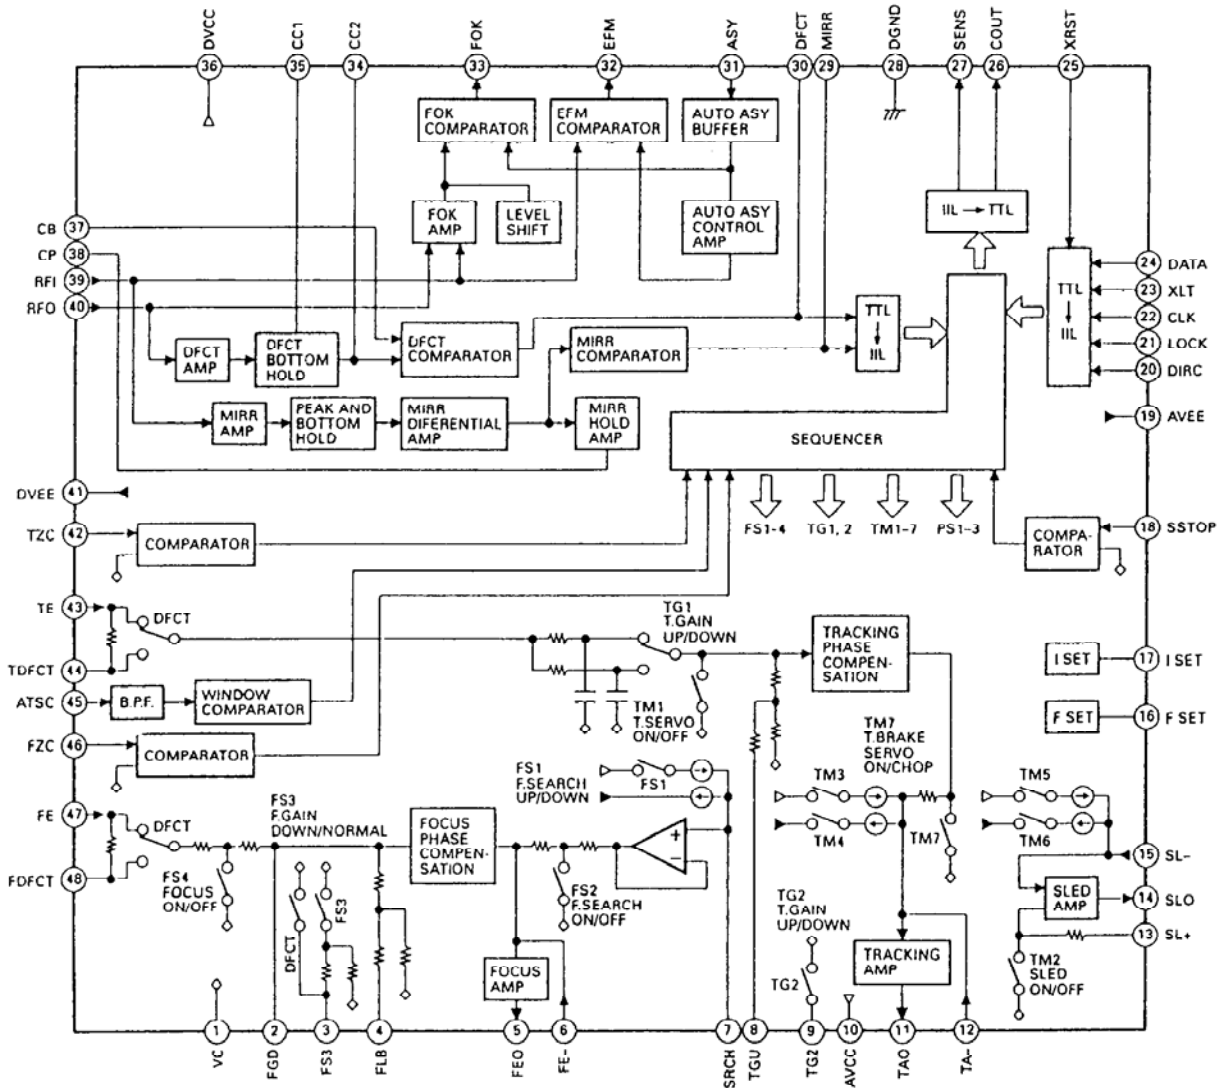 DVCC
CC1
CC2
FOK
EFM
ASY
DFCT
MIRR
DGND
SENS
COUT
XRST
36
35
34
33
32
31
30
29
28
27
26
25
FOK
COMPARATOR
EFM
COMPARATOR
AUTO ASY
BUFFER
FOK
AMP
LEVEL
SHIFT
AUTO ASY
CONTROL
AMP
IIL → TTL
CB
37
CP
38
RFI
39
RFO
40
24
DATA
23
XLT
22
CLK
21
LOCK
20
DIRC
TTL
↓
IIL
TTL
↓
IIL
DFCT
AMP
DFCT
BOTTOM
HOLD
DFCT
COMPARATOR
MIRR
COMPARATOR
MIRR
AMP
PEAK AND
BOTTOM
HOLD
MIRR
DIFERENTIAL
AMP
MIRR
HOLD
AMP
SEQUENCER
19
AVEE
DVEE
41
TZC
42
COMPARATOR
FS1-4
TG1, 2
TM1-7
PS1-3
COMPA-
RATOR
18
SSTOP
TE
43
DFCT
TDFCT
44
TG1
T.GAIN
UP/DOWN
TRACKING
PHASE
COMPEN-
SATION
I SET
17
I SET
ATSC
45
B.P.F.
WINDOW
COMPARATOR
TM1
T.SERVO
ON/OFF
F SET
16
F SET
FZC
46
COMPARATOR
TM7
T.BRAKE
SERVO
ON/CHOP
FS1
F.SEARCH
UP/DOWN
FS1
TM3
TM4
TM7
TM5
TM6
FE
47
DFCT
FDFCT
48
FS3
F.GAIN
DOWN/NORMAL
FOCUS
PHASE
COMPEN-
SATION
+
−
15
SL-
FS4
FOCUS
ON/OFF
DFCT
FS3
FS2
F.SEARCH
ON/OFF
TG2
T.GAIN
UP/DOWN
SLED
AMP
14
SLO
13
SL+
FOCUS
AMP
TG2
TRACKING
AMP
TM2
SLED
ON/OFF
1
2
3
4
5
6
7
8
9
10
11
12
VC
FGD
FS3
FLB
FEO
FE-
SRCH
TGU
TG2
AVCC
TAO
TA-